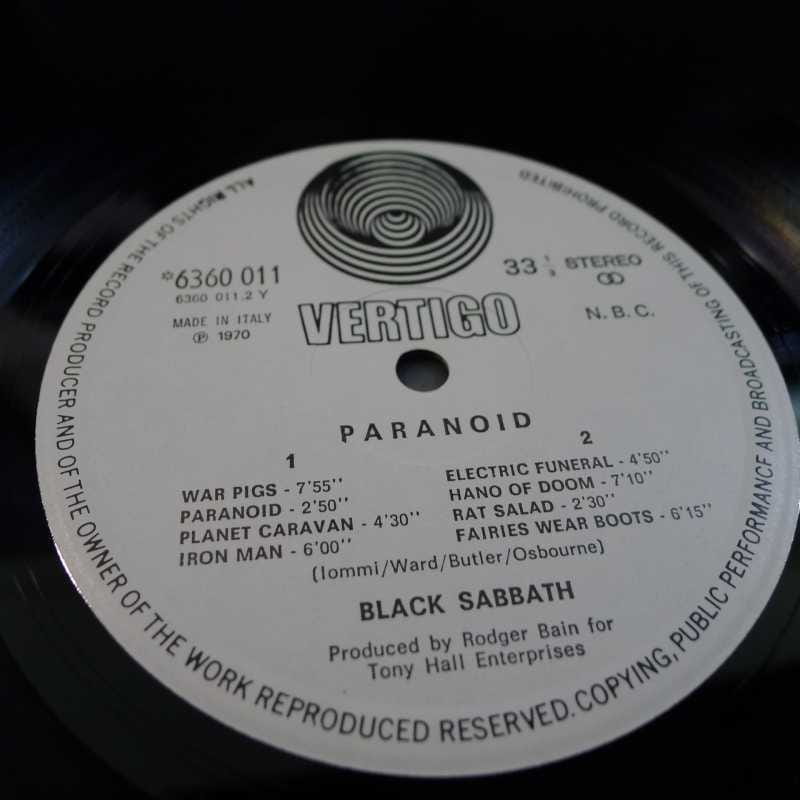 ALL RIGHTS OF THE RECORD PRODUCER AND OF THE OWNER OF THE WORK REPRODUCED RESERVED. COPYING, PUBLIC PERFORMANCE AND BROADCASTING OF THIS RECORD PROHIBITED
*6360 011
6360 011.2 Y
MADE IN ITALY
℗ 1970
33 1/3 STEREO
N.B.C.
VERTIGO
PARANOID
1
WAR PIGS - 7'55''
PARANOID - 2'50''
PLANET CARAVAN - 4'30''
IRON MAN - 6'00''
2
ELECTRIC FUNERAL - 4'50''
HANO OF DOOM - 7'10''
RAT SALAD - 2'30''
FAIRIES WEAR BOOTS - 6'15''
(Iommi/Ward/Butler/Osbourne)
BLACK SABBATH
Produced by Rodger Bain for
Tony Hall Enterprises